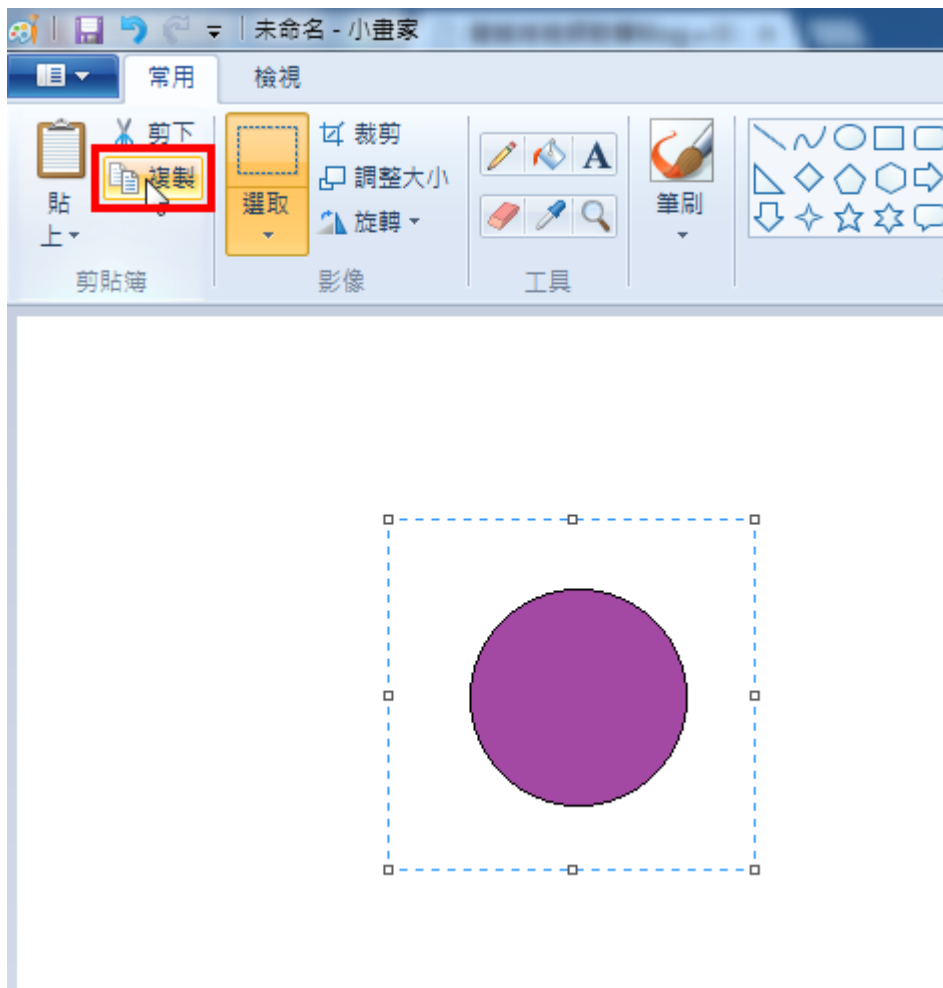 未命名 - 小畫家
常用 檢視
剪下
複製
貼上
選取
裁剪
調整大小
旋轉
A
筆刷
剪貼簿 影像 工具